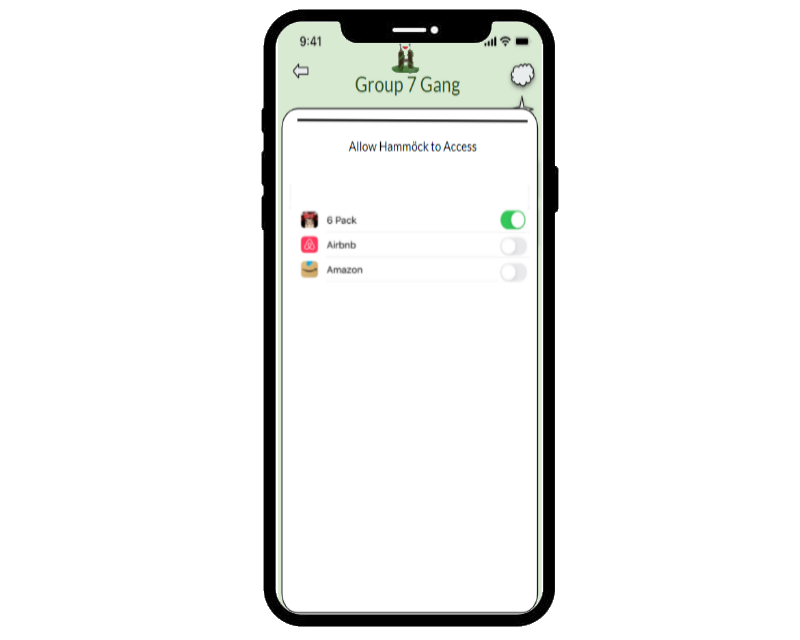 9:41
Group 7 Gang
Allow Hammöck to Access
6 Pack
Airbnb
Amazon